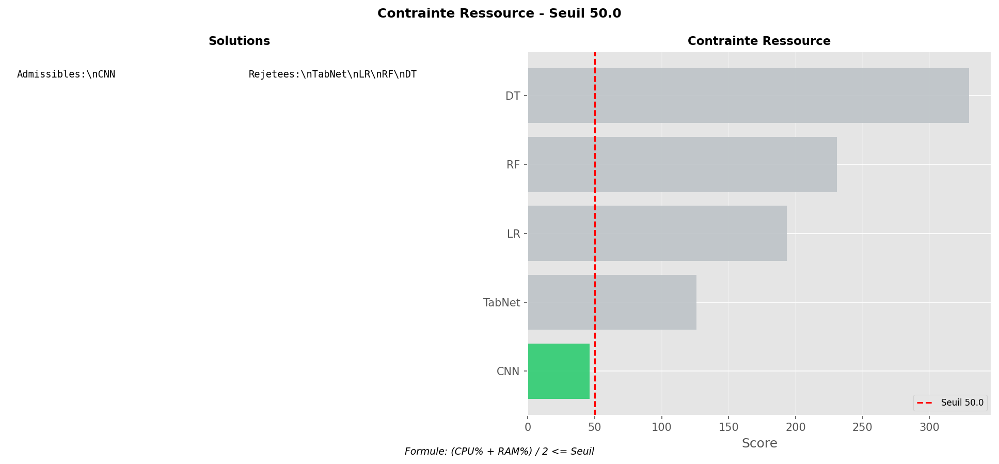 Contrainte Ressource - Seuil 50.0
Solutions
Admissibles:\nCNN
Rejetees:\nTabNet\nLR\nRF\nDT
Contrainte Ressource
DT
RF
LR
TabNet
CNN
Seuil 50.0
0 50 100 150 200 250 300
Score
Formule: (CPU% + RAM%) / 2 <= Seuil